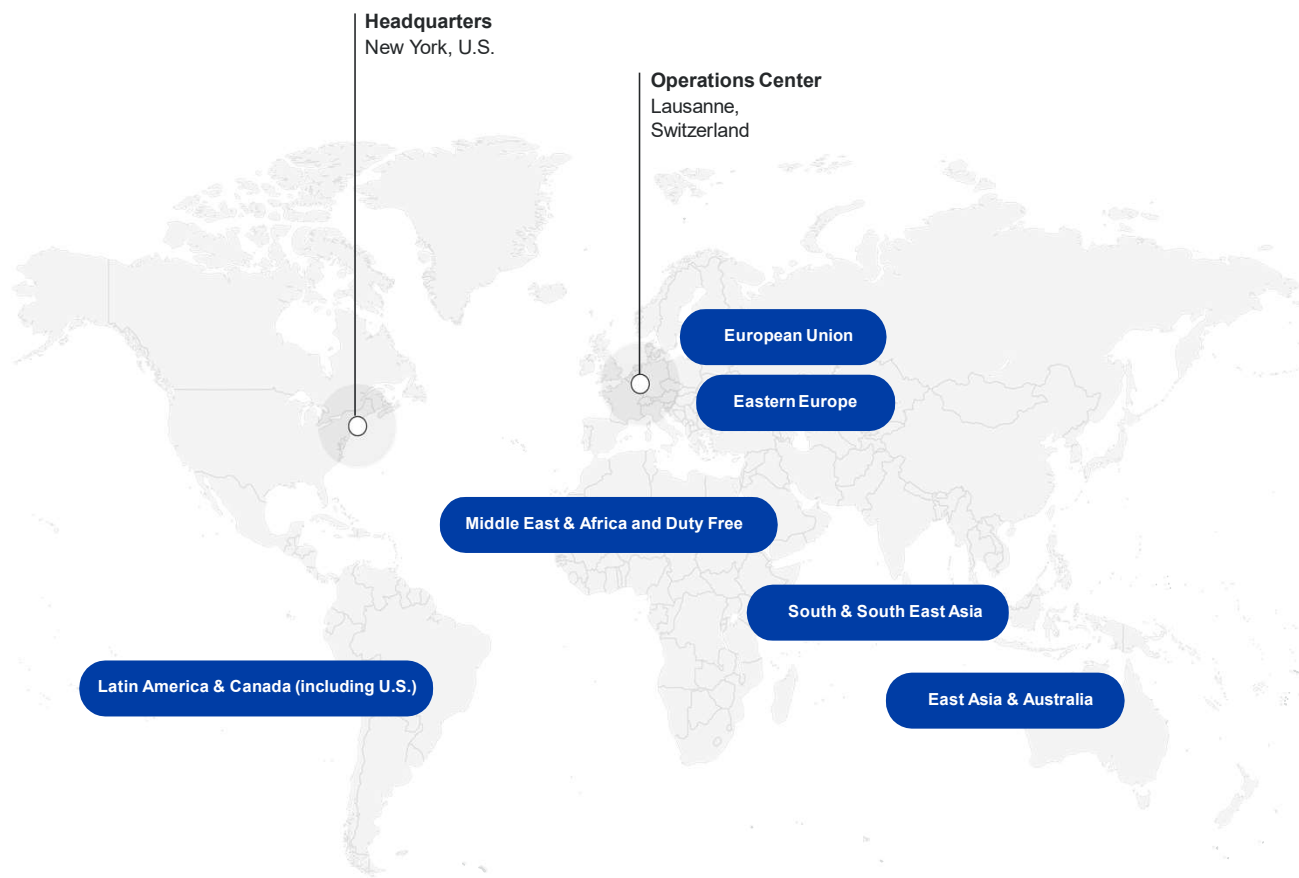 Headquarters
New York, U.S.
Operations Center
Lausanne,
Switzerland
European Union
Eastern Europe
Middle East & Africa and Duty Free
South & South East Asia
Latin America & Canada (including U.S.)
East Asia & Australia